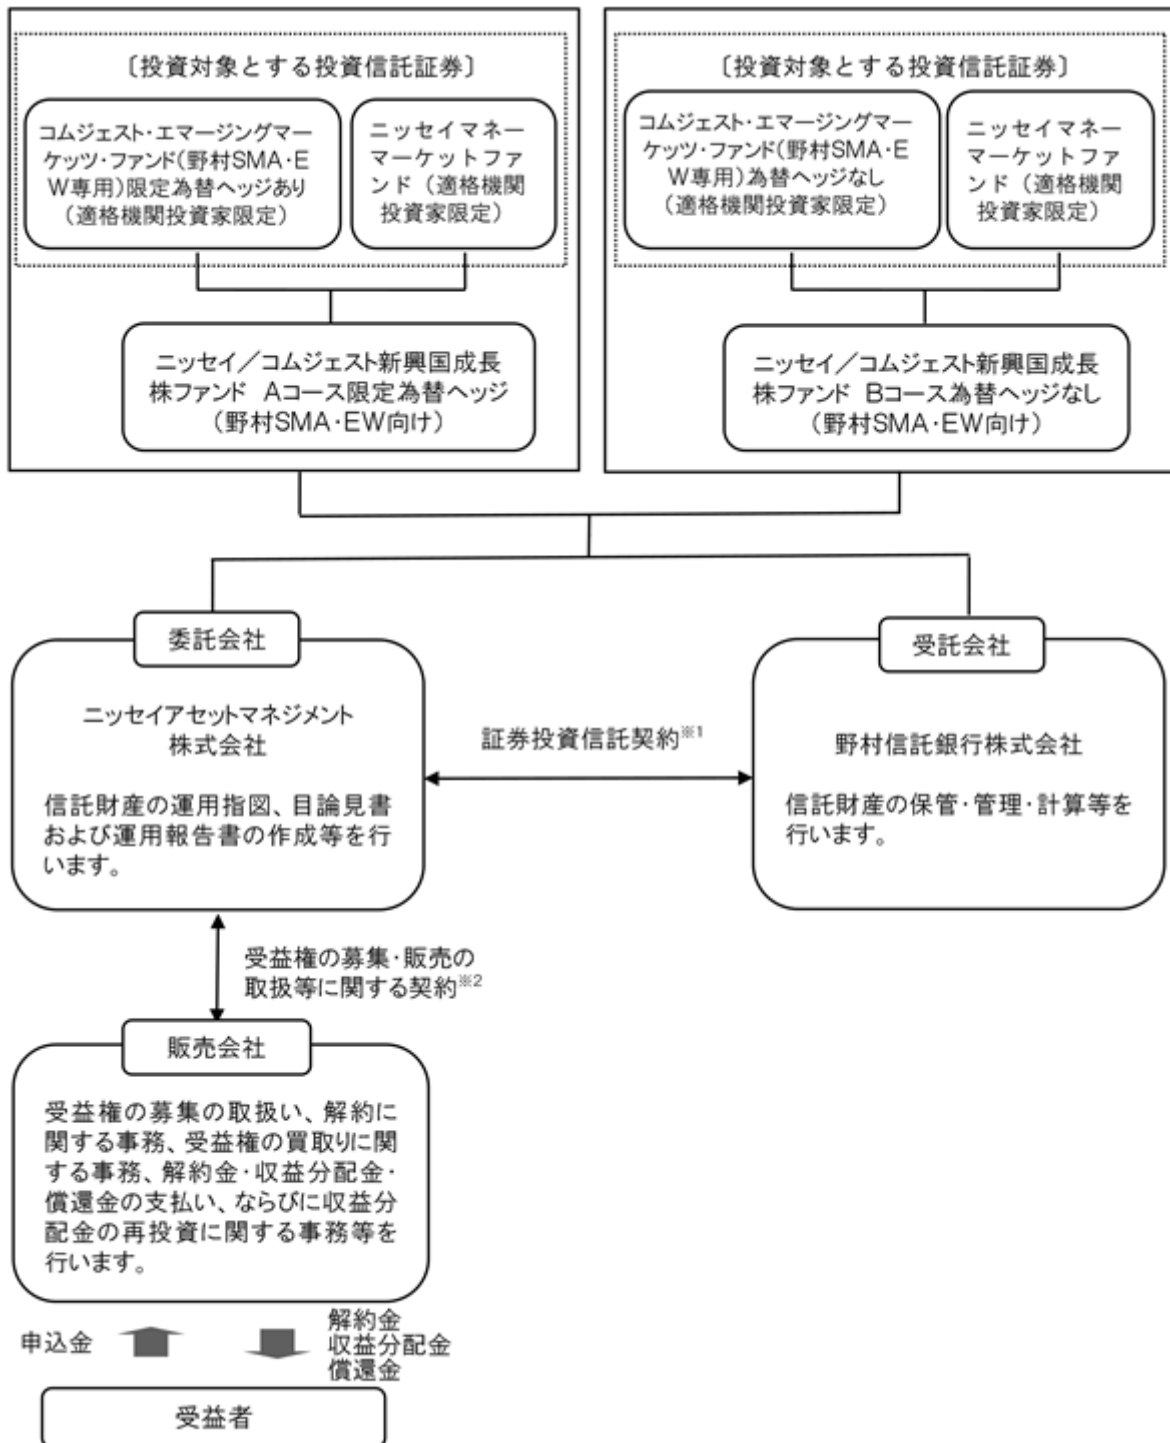 〔投資対象とする投資信託証券〕
コムジェスト・エマージングマー
ケッツ・ファンド(野村SMA・E
W専用)限定為替ヘッジあり
(適格機関投資家限定)
ニッセイマネー
マーケットファ
ンド(適格機関
投資家限定)
ニッセイ/コムジェスト新興国成長
株ファンド Aコース限定為替ヘッジ
(野村SMA・EW向け)
〔投資対象とする投資信託証券〕
コムジェスト・エマージングマー
ケッツ・ファンド(野村SMA・E
W専用)為替ヘッジなし
(適格機関投資家限定)
ニッセイマネー
マーケットファ
ンド(適格機関
投資家限定)
ニッセイ/コムジェスト新興国成長
株ファンド Bコース為替ヘッジなし
(野村SMA・EW向け)
委託会社
ニッセイアセットマネジメント
株式会社
信託財産の運用指図、目論見書
および運用報告書の作成等を行
います。
証券投資信託契約※1
受託会社
野村信託銀行株式会社
信託財産の保管・管理・計算等を
行います。
受益権の募集・販売の
取扱等に関する契約※2
販売会社
受益権の募集の取扱い、解約に
関する事務、受益権の買取りに関
する事務、解約金・収益分配金・
償還金の支払い、ならびに収益分
配金の再投資に関する事務等を
行います。
申込金
解約金
収益分配金
償還金
受益者